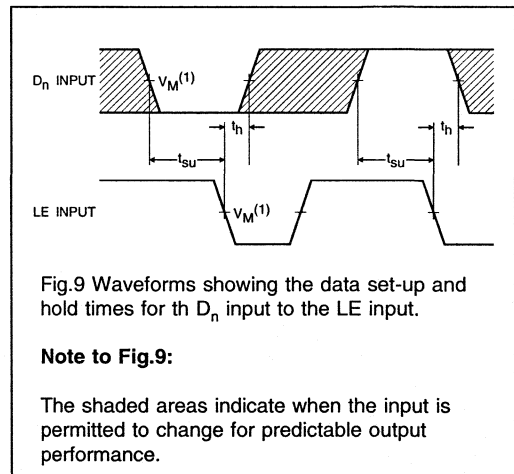 Dn INPUT
VM(1)
th
th
tsu
tsu
LE INPUT
VM(1)
Fig.9 Waveforms showing the data set-up and
hold times for th Dn input to the LE input.
Note to Fig.9:
The shaded areas indicate when the input is
permitted to change for predictable output
performance.